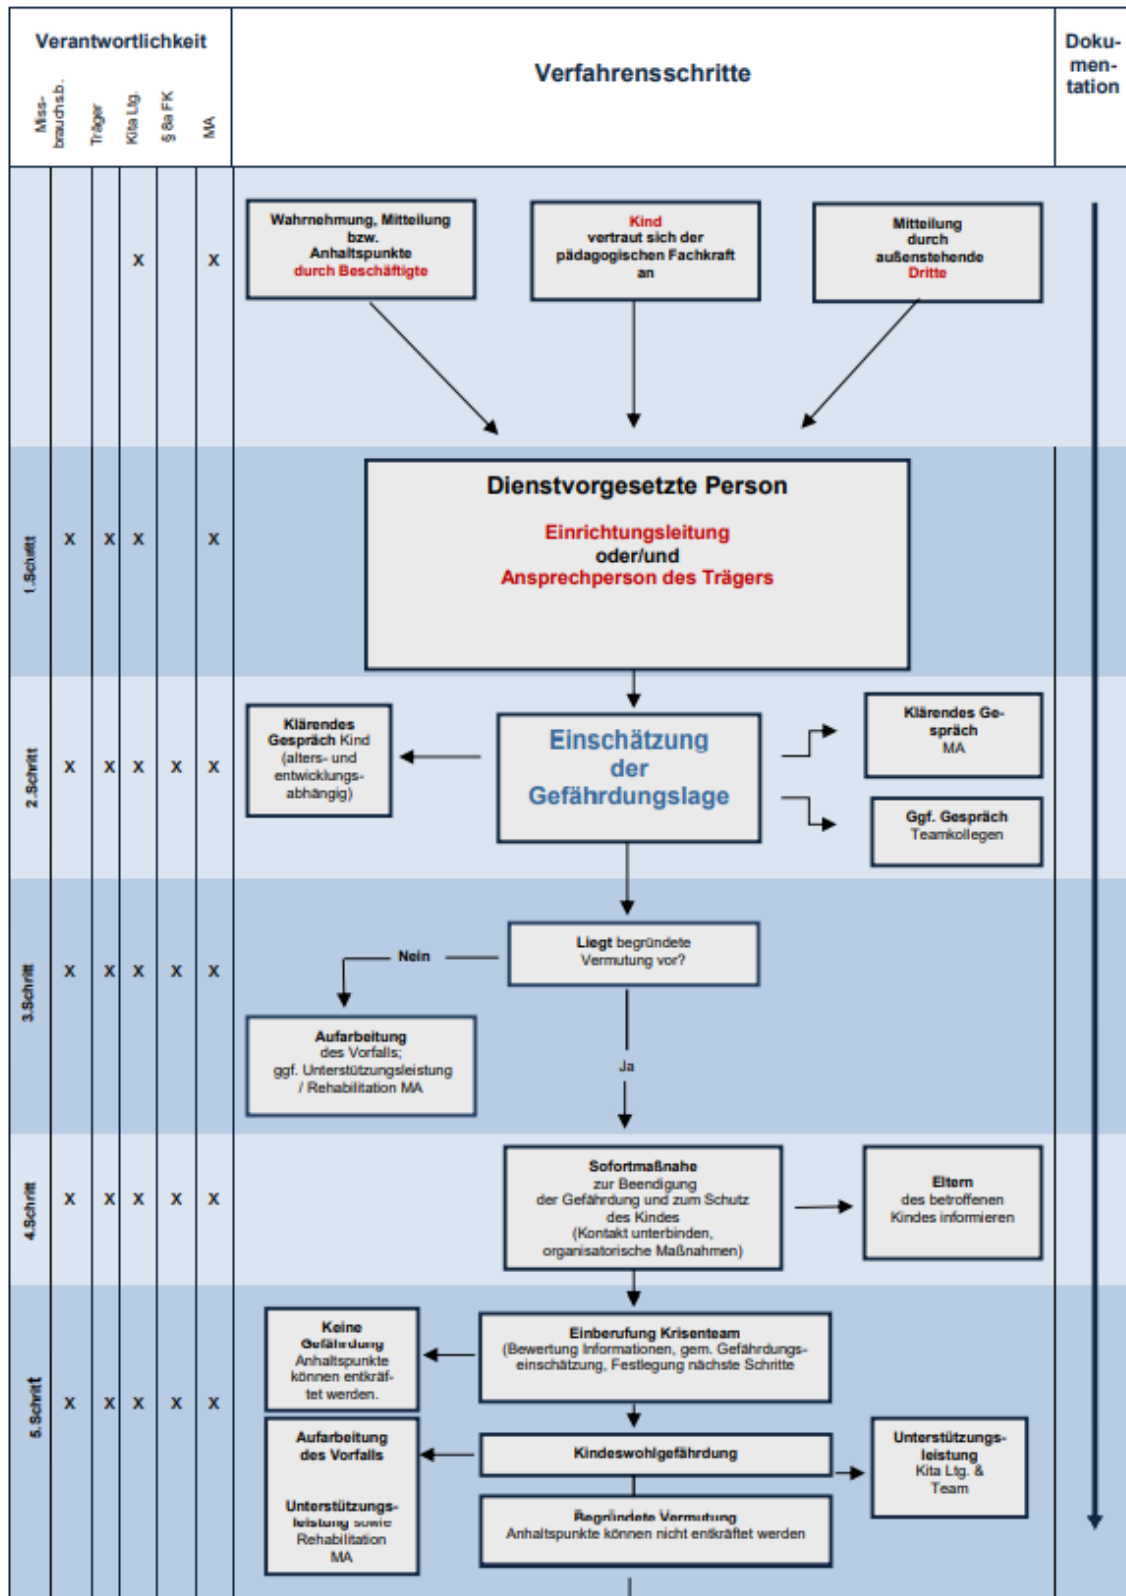 Verantwortlichkeit
Miss-
brauchs.b.
Träger
Kita Ltg.
§ 8a FK
MA
Verfahrensschritte
Doku-
men-
tation
Wahrnehmung, Mitteilung
bzw.
Anhaltspunkte
durch Beschäftigte
Kind
vertraut sich der
pädagogischen Fachkraft
an
Mitteilung
durch
außenstehende
Dritte
X X
1.Schritt
X X X X
Dienstvorgesetzte Person
Einrichtungsleitung
oder/und
Ansprechperson des Trägers
2.Schritt
X X X X X
Klärendes
Gespräch Kind
(alters- und
entwicklungs-
abhängig)
Einschätzung
der
Gefährdungslage
Klärendes Ge-
spräch
MA
Ggf. Gespräch
Teamkollegen
3.Schritt
X X X X X
Liegt begründete
Vermutung vor?
Nein
Aufarbeitung
des Vorfalls;
ggf. Unterstützungsleistung
/ Rehabilitation MA
Ja
4.Schritt
X X X X X
Sofortmaßnahe
zur Beendigung
der Gefährdung und zum Schutz
des Kindes
(Kontakt unterbinden,
organisatorische Maßnahmen)
Eltern
des betroffenen
Kindes informieren
5.Schritt
X X X X X
Keine
Gefährdung
Anhaltspunkte
können entkräf-
tet werden.
Einberufung Krisenteam
(Bewertung Informationen, gem. Gefährdungs-
einschätzung, Festlegung nächste Schritte
Aufarbeitung
des Vorfalls
Unterstützungs-
leistung sowie
Rehabilitation
MA
Kindeswohlgefährdung
Unterstützungs-
leistung
Kita Ltg. &
Team
Begründete Vermutung
Anhaltspunkte können nicht entkräftet werden